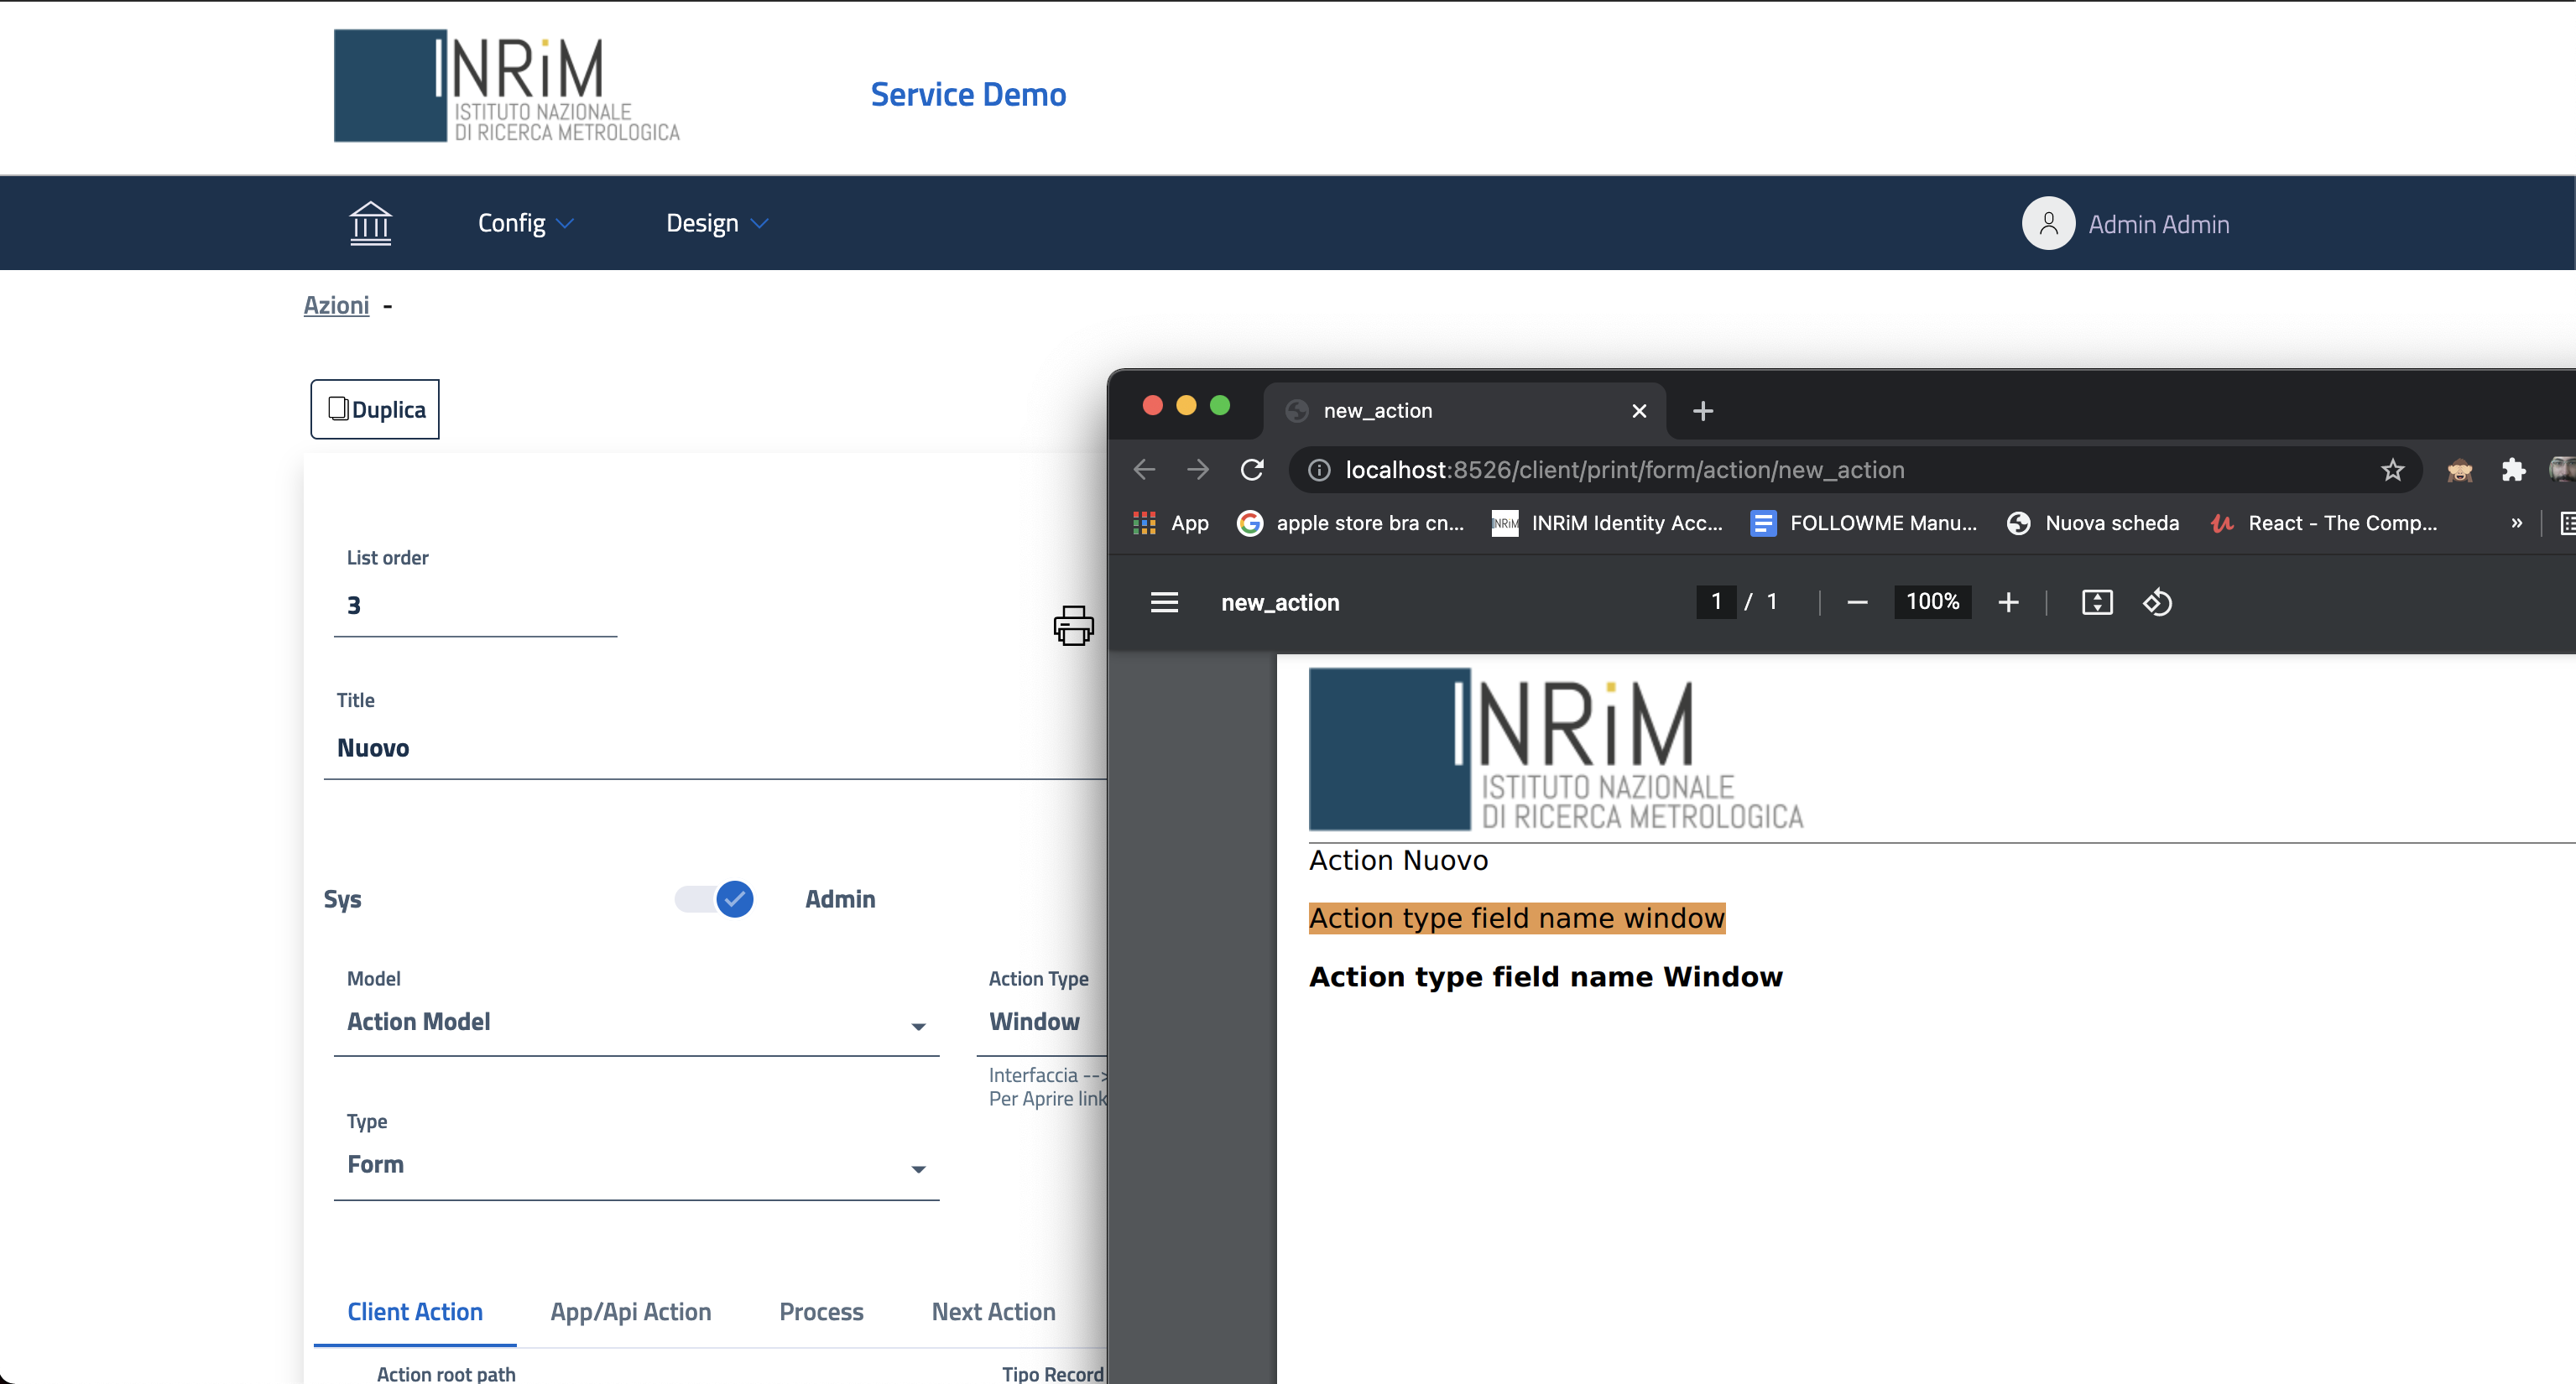 INRiM
ISTITUTO NAZIONALE
DI RICERCA METROLOGICA
Service Demo
Config
Design
Admin Admin
Azioni -
Duplica
List order
3
Title
Nuovo
Sys
Admin
Model
Action Model
Action Type
Window
Interfaccia -->
Per Aprire link
Type
Form
Client Action
App/Api Action
Process
Next Action
Action root path
Tipo Record
new_action
localhost:8526/client/print/form/action/new_action
App
apple store bra cn...
INRiM
INRiM Identity Acc...
FOLLOWME Manu...
Nuova scheda
React - The Comp...
»
new_action
1 / 1
100%
INRiM
ISTITUTO NAZIONALE
DI RICERCA METROLOGICA
Action Nuovo
Action type field name window
Action type field name Window